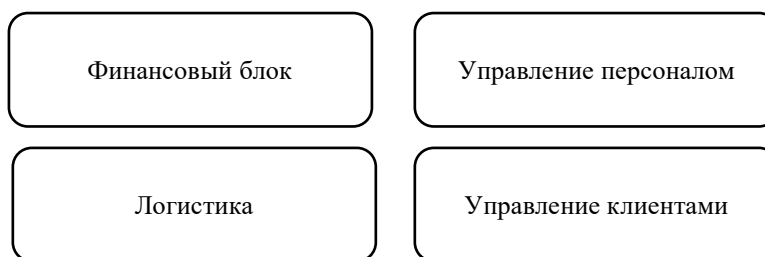 Финансовый блок
Управление персоналом
Логистика
Управление клиентами